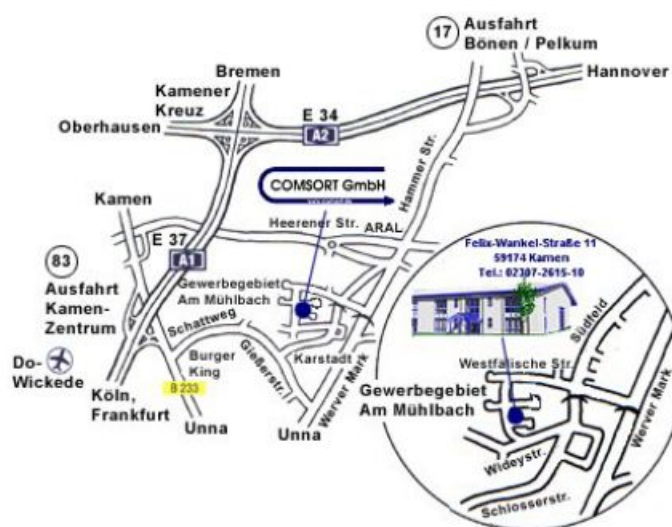 17
Ausfahrt
Bönen / Pelkum
Bremen
Hannover
Kamener
Kreuz
E 34
A2
Oberhausen
Hammer Str.
COMSORT GmbH
Kamen
Heerener Str.
ARAL
E 37
A1
83
Ausfahrt
Kamen-
Zentrum
Gewerbegebiet
Am Mühlbach
Schattweg
Gießerstr.
Karstadt
Burger
King
Do-
Wickede
B 233
Köln,
Frankfurt
Unna
Unna
Werver Mark
Felix-Wankel-Straße 11
59174 Kamen
Tel.: 02307-2615-10
Südfeld
Westfälische Str.
Gewerbegebiet
Am Mühlbach
Werver Mark
Wideystr.
Schlosserstr.